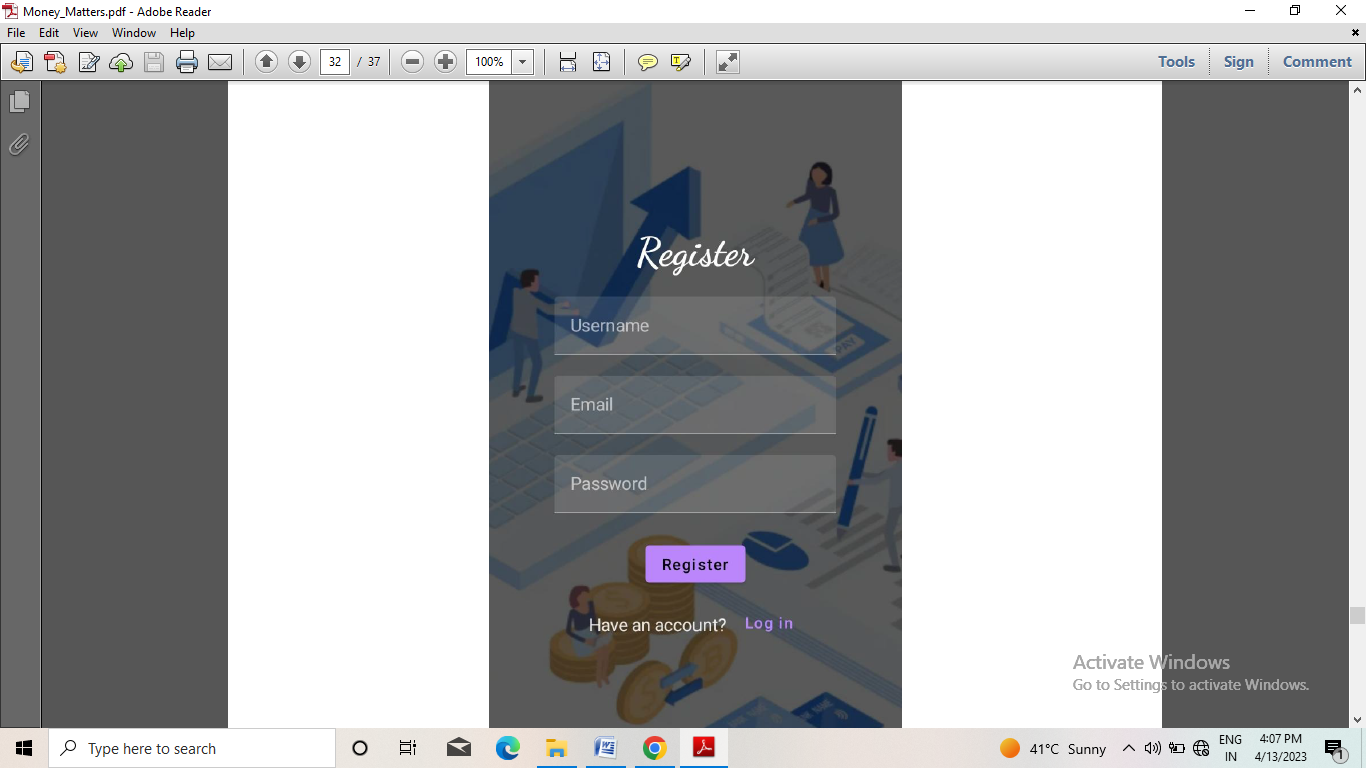 Money_Matters.pdf - Adobe Reader
File Edit View Window Help
32 / 37 100% Tools Sign Comment
Register
Username
PAY
Email
Password
Register
Have an account? Log in
Activate Windows
Go to Settings to activate Windows.
Type here to search
41°C Sunny
ENG
IN
4:07 PM
4/13/2023
1